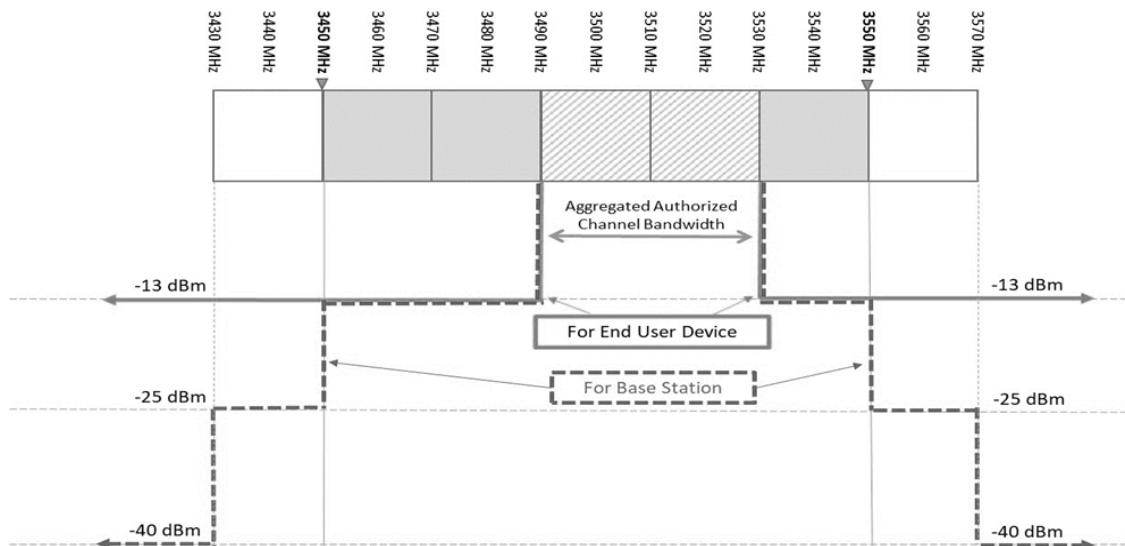 3430 MHz
3440 MHz
3450 MHz
3460 MHz
3470 MHz
3480 MHz
3490 MHz
3500 MHz
3510 MHz
3520 MHz
3530 MHz
3540 MHz
3550 MHz
3560 MHz
3570 MHz
Aggregated Authorized
Channel Bandwidth
-13 dBm
-13 dBm
For End User Device
For Base Station
-25 dBm
-25 dBm
-40 dBm
-40 dBm